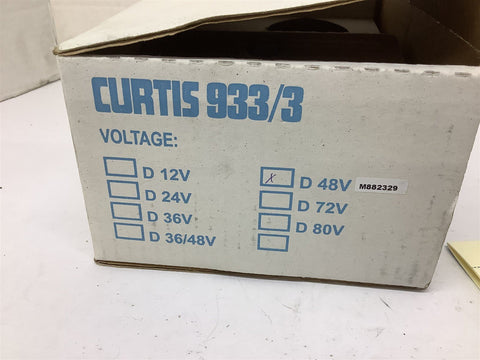 CURTIS 933/3
VOLTAGE:
D 12V
D 24V
D 36V
D 36/48V
X D 48V M882329
D 72V
D 80V